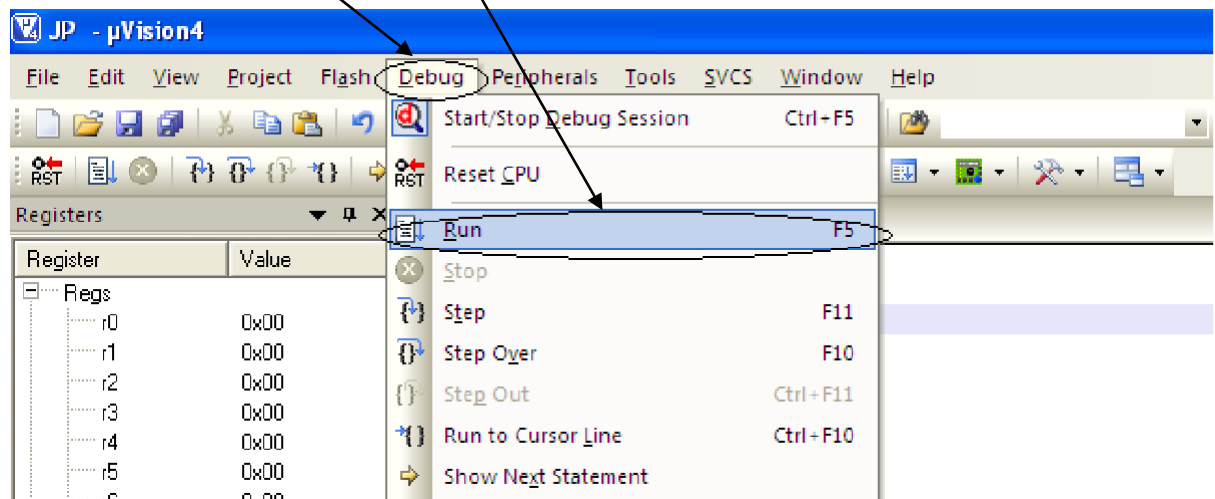 JP - µVision4
File Edit View Project Flash Debug Peripherals Tools SVCS Window Help
Start/Stop Debug Session Ctrl+F5
RST RST Reset CPU
Registers
Run F5
Register Value
Stop
Regs
r0 0x00 Step F11
r1 0x00
r2 0x00 Step Over F10
r3 0x00 Step Out Ctrl+F11
r4 0x00 Run to Cursor Line Ctrl+F10
r5 0x00 Show Next Statement